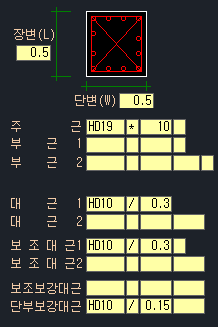 장변(L)
0.5
단변(W) 0.5
주 근 HD19 * 10
부 근 1
부 근 2
대 근 1 HD10 / 0.3
대 근 2
보 조 대 근1 HD10 / 0.3
보 조 대 근2
보조보강대근
단부보강대근 HD10 / 0.15